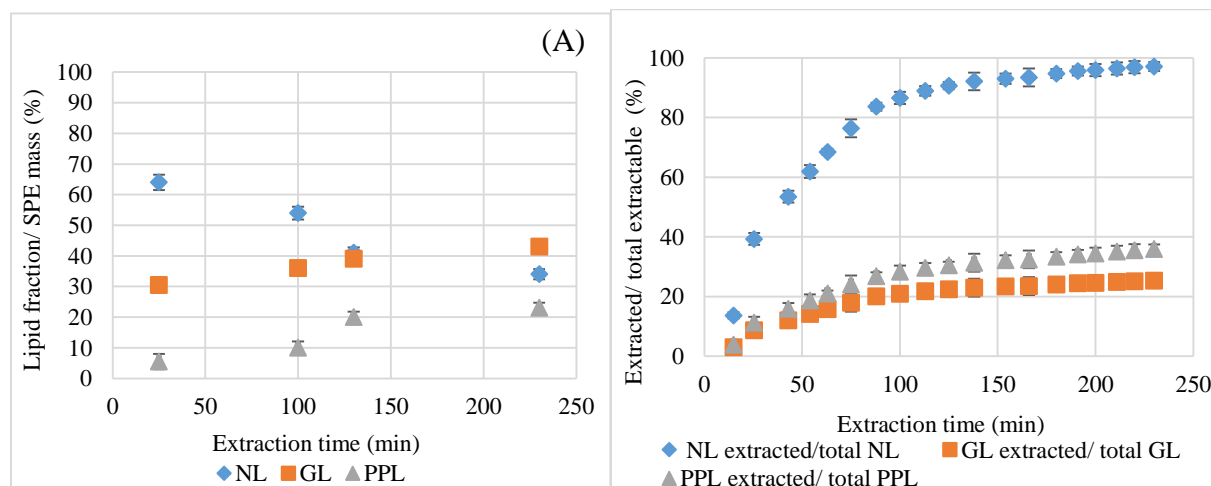 (A)
Lipid fraction/ SPE mass (%)
100
90
80
70
60
50
40
30
20
10
0
0 50 100 150 200 250
Extraction time (min)
NL GL PPL
Extracted/ total extractable (%)
100
80
60
40
20
0
0 50 100 150 200 250
Extraction time (min)
NL extracted/total NL GL extracted/ total GL
PPL extracted/ total PPL